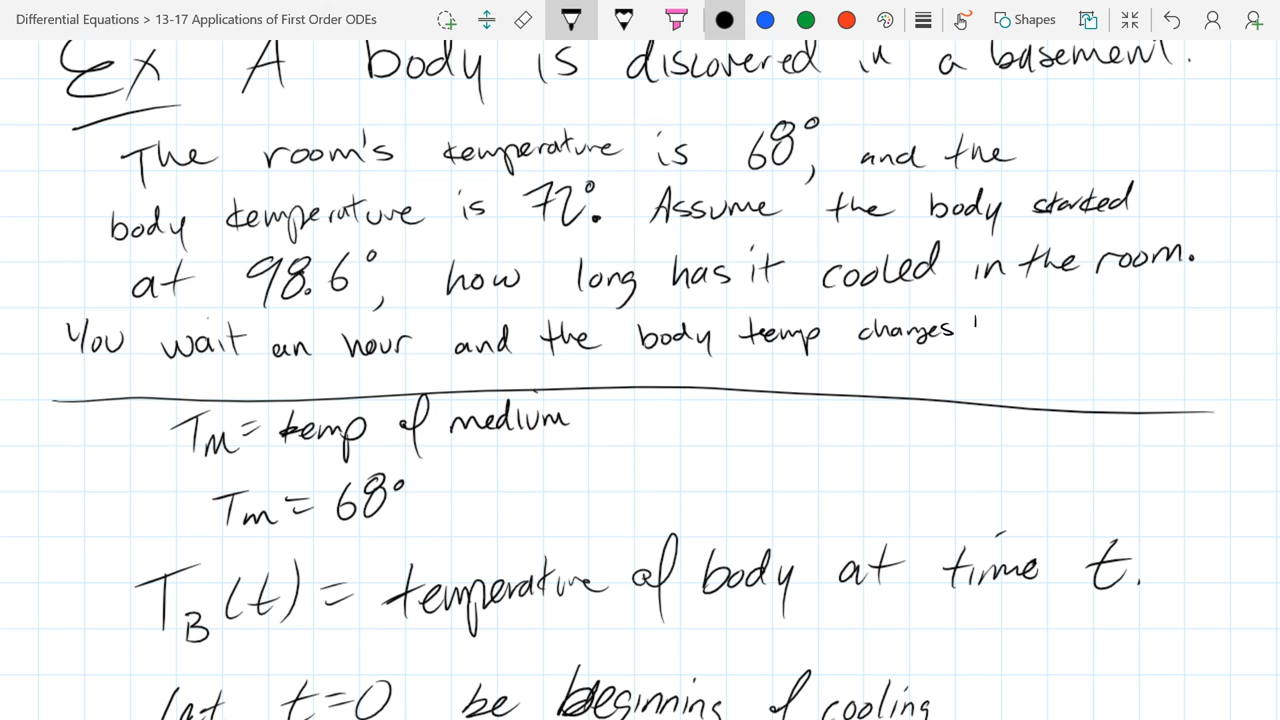 Differential Equations > 13-17 Applications of First Order ODEs
Shapes
Ex A body is discovered in a basement.
The room's temperature is 68°, and the
body temperature is 72°. Assume the body started
at 98.6°, how long has it cooled in the room.
You wait an hour and the body temp changes
T_M = temp of medium
T_m = 68°
T_B(t) = temperature of body at time t.
Let t=0 be beginning of cooling